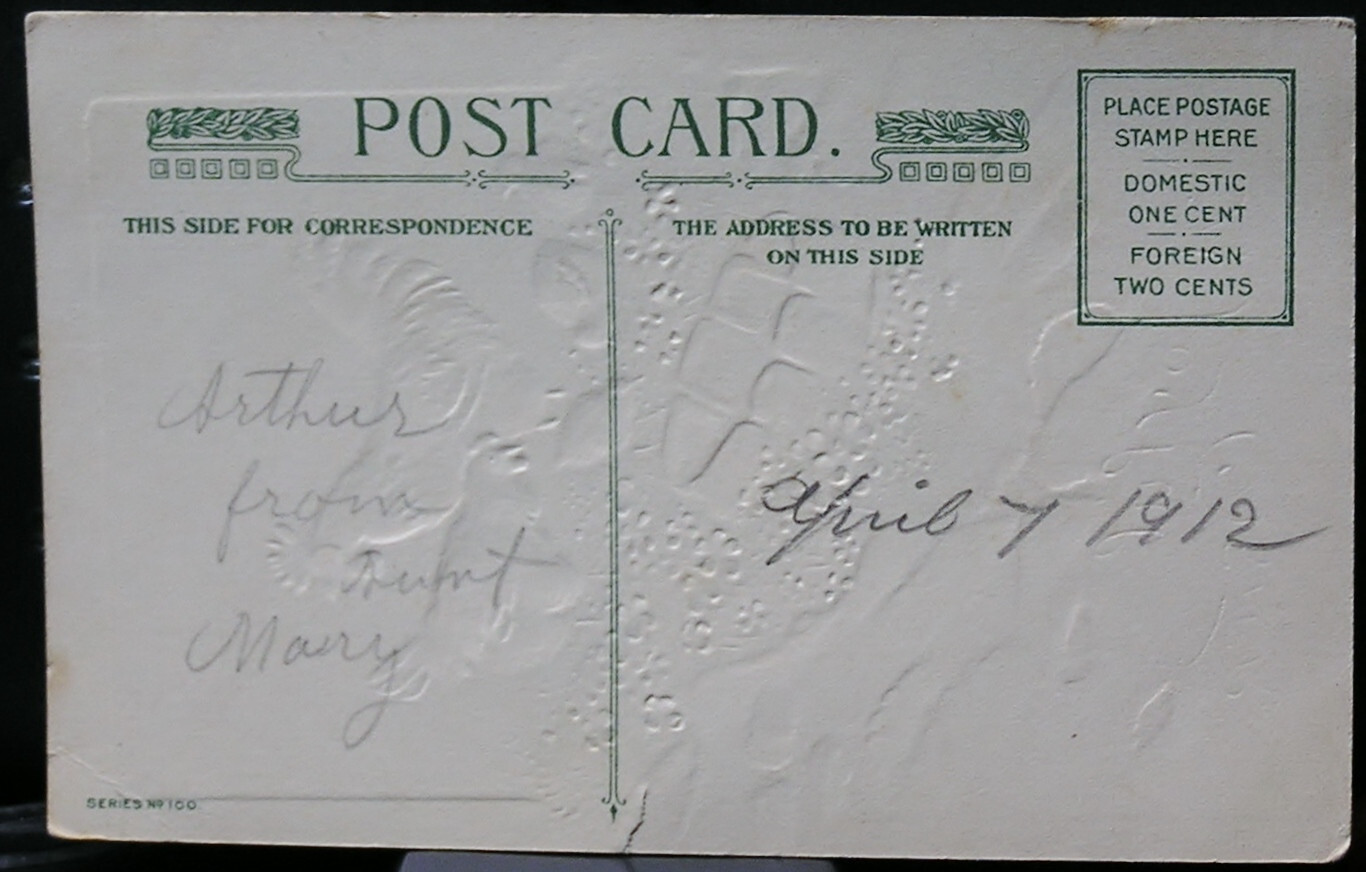 POST CARD.
THIS SIDE FOR CORRESPONDENCE
THE ADDRESS TO BE WRITTEN
ON THIS SIDE
PLACE POSTAGE
STAMP HERE
DOMESTIC
ONE CENT
FOREIGN
TWO CENTS
Arthur
from
Aunt
Mary
April 7 1912
SERIES No 100